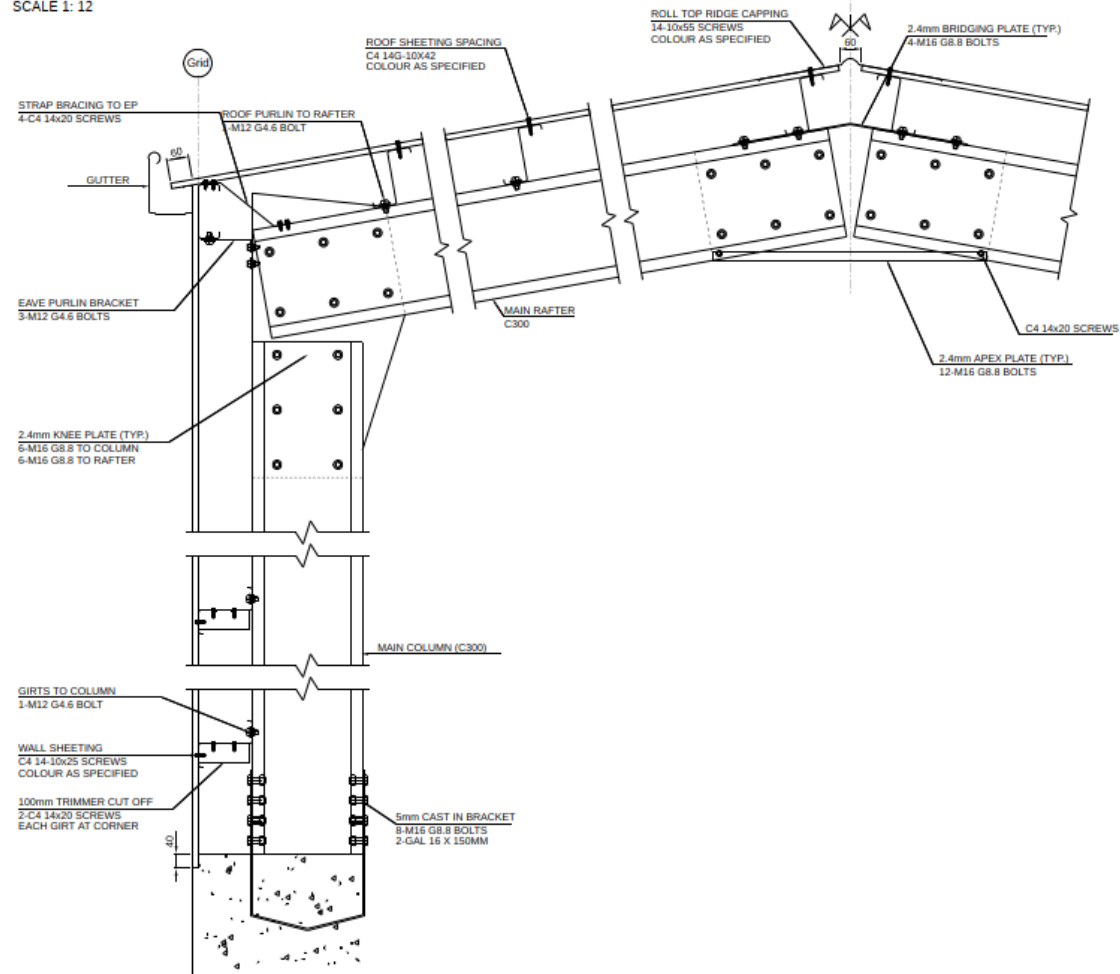 SCALE 1: 12
ROLL TOP RIDGE CAPPING
14-10x55 SCREWS
COLOUR AS SPECIFIED
2.4mm BRIDGING PLATE (TYP.)
4-M16 G8.8 BOLTS
60
ROOF SHEETING SPACING
C4 14G-10X42
COLOUR AS SPECIFIED
Grid
STRAP BRACING TO EP
4-C4 14x20 SCREWS
ROOF PURLIN TO RAFTER
-M12 G4.6 BOLT
60
GUTTER
EAVE PURLIN BRACKET
3-M12 G4.6 BOLTS
MAIN RAFTER
C300
C4 14x20 SCREWS
2.4mm APEX PLATE (TYP.)
12-M16 G8.8 BOLTS
2.4mm KNEE PLATE (TYP.)
6-M16 G8.8 TO COLUMN
6-M16 G8.8 TO RAFTER
MAIN COLUMN (C300)
GIRTS TO COLUMN
1-M12 G4.6 BOLT
WALL SHEETING
C4 14-10x25 SCREWS
COLOUR AS SPECIFIED
100mm TRIMMER CUT OFF
2-C4 14x20 SCREWS
EACH GIRT AT CORNER
5mm CAST IN BRACKET
8-M16 G8.8 BOLTS
2-GAL 16 X 150MM
40